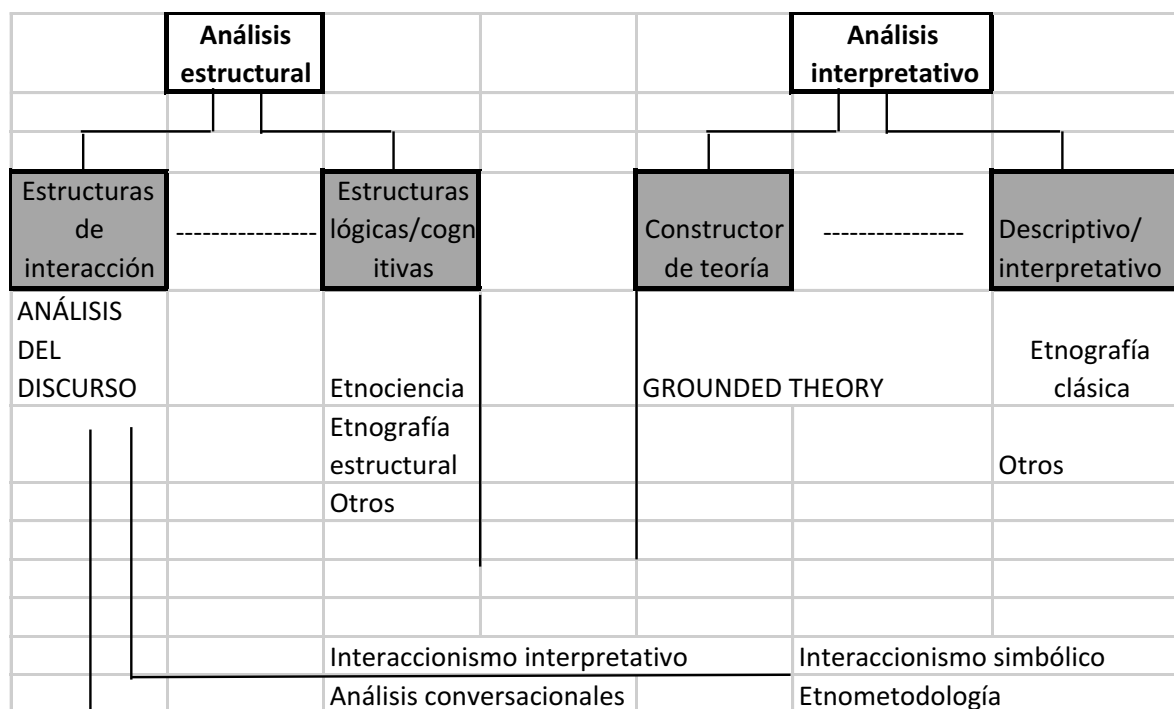 Análisis
estructural
Análisis
interpretativo
Estructuras
de
interacción
----------------
Estructuras
lógicas/cogn
itivas
Constructor
de teoría
----------------
Descriptivo/
interpretativo
ANÁLISIS
DEL
DISCURSO
Etnociencia
GROUNDED THEORY
Etnografía
clásica
Etnografía
estructural
Otros
Otros
Interaccionismo interpretativo
Interaccionismo simbólico
Análisis conversacionales
Etnometodología